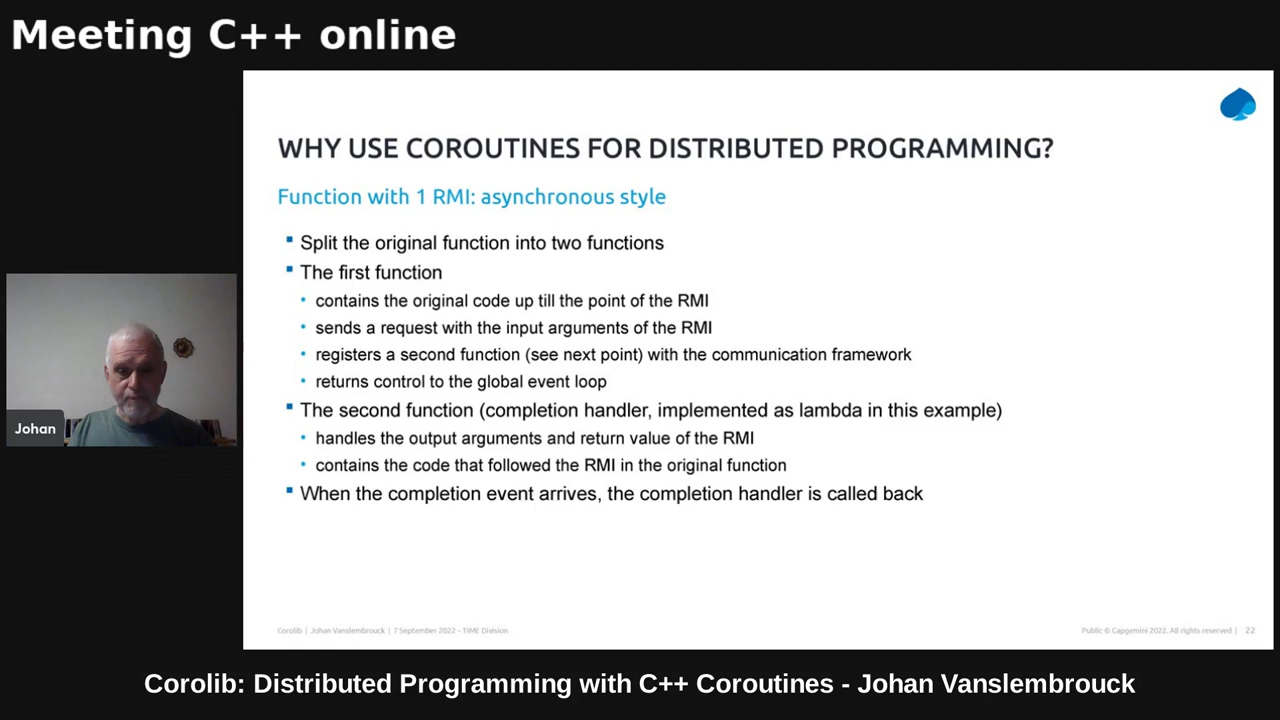 Meeting C++ online
WHY USE COROUTINES FOR DISTRIBUTED PROGRAMMING?
Function with 1 RMI: asynchronous style
Split the original function into two functions
The first function
contains the original code up till the point of the RMI
sends a request with the input arguments of the RMI
registers a second function (see next point) with the communication framework
returns control to the global event loop
The second function (completion handler, implemented as lambda in this example)
handles the output arguments and return value of the RMI
contains the code that followed the RMI in the original function
When the completion event arrives, the completion handler is called back
Johan
Corolib | Johan Vanslembrouck | 7 September 2022 – TIME Division
Public © Capgemini 2022. All rights reserved | 22
Corolib: Distributed Programming with C++ Coroutines - Johan Vanslembrouck